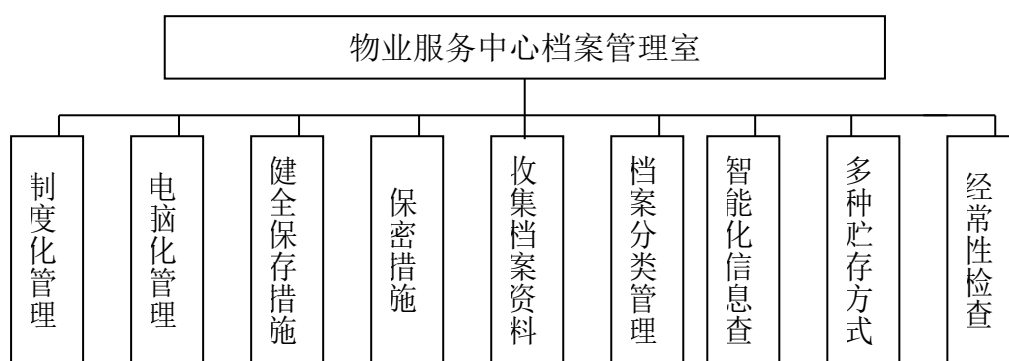 物业服务中心档案管理室
制度化管理
电脑化管理
健全保存措施
保密措施
收集档案资料
档案分类管理
智能化信息查
多种贮存方式
经常性检查